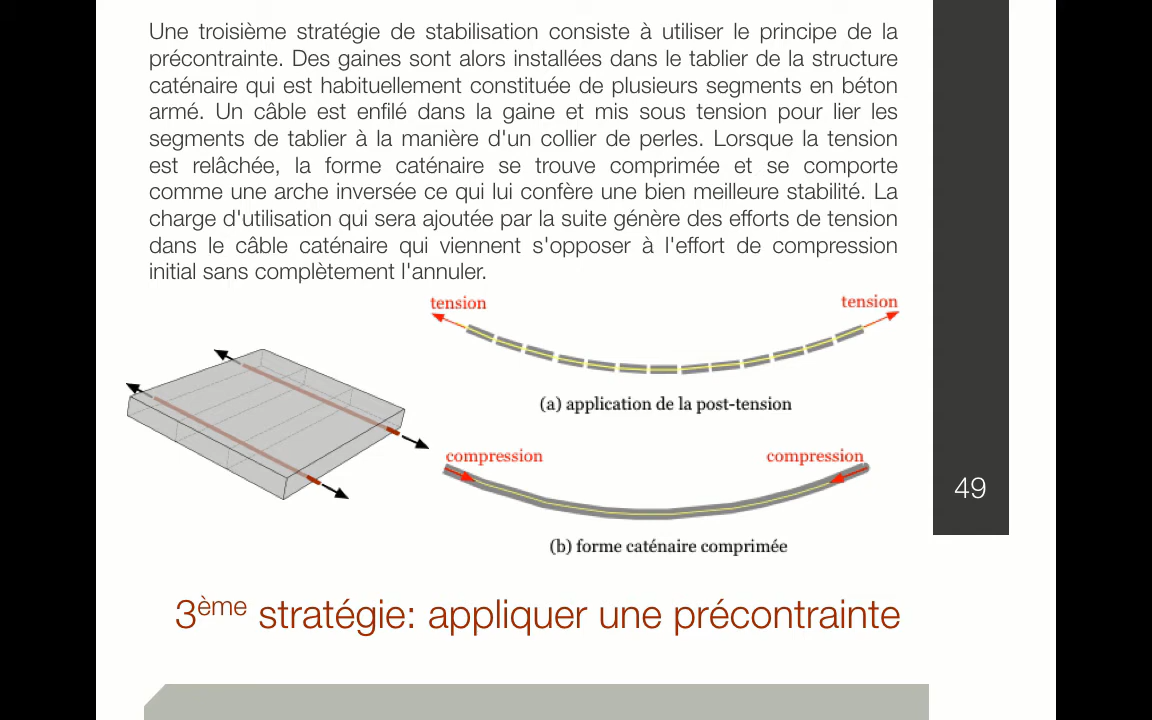 Une troisième stratégie de stabilisation consiste à utiliser le principe de la
précontrainte. Des gaines sont alors installées dans le tablier de la structure
caténaire qui est habituellement constituée de plusieurs segments en béton
armé. Un câble est enfilé dans la gaine et mis sous tension pour lier les
segments de tablier à la manière d'un collier de perles. Lorsque la tension
est relâchée, la forme caténaire se trouve comprimée et se comporte
comme une arche inversée ce qui lui confère une bien meilleure stabilité. La
charge d'utilisation qui sera ajoutée par la suite génère des efforts de tension
dans le câble caténaire qui viennent s'opposer à l'effort de compression
initial sans complètement l'annuler.
tension
tension
(a) application de la post-tension
compression
compression
(b) forme caténaire comprimée
49
3ème stratégie: appliquer une précontrainte